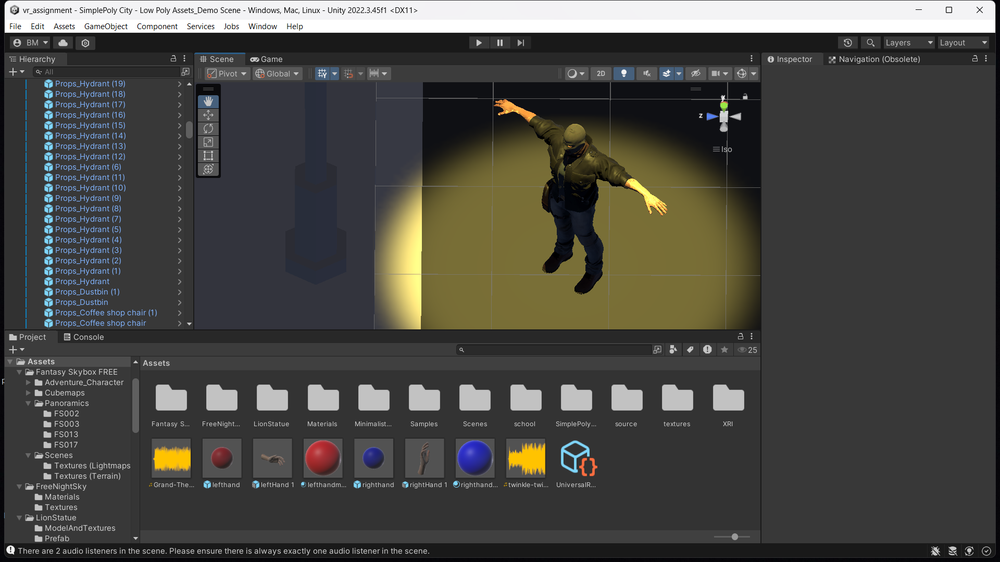 vr_assignment - SimplePoly City - Low Poly Assets_Demo Scene - Windows, Mac, Linux - Unity 2022.3.45f1 <DX11>
File Edit Assets GameObject Component Services Jobs Window Help
BM Layers Layout
Hierarchy
All
Props_Hydrant (19)
Props_Hydrant (18)
Props_Hydrant (17)
Props_Hydrant (16)
Props_Hydrant (15)
Props_Hydrant (14)
Props_Hydrant (13)
Props_Hydrant (12)
Props_Hydrant (6)
Props_Hydrant (11)
Props_Hydrant (10)
Props_Hydrant (9)
Props_Hydrant (8)
Props_Hydrant (7)
Props_Hydrant (5)
Props_Hydrant (4)
Props_Hydrant (3)
Props_Hydrant (2)
Props_Hydrant (1)
Props_Hydrant
Props_Dustbin (1)
Props_Dustbin
Props_Coffee shop chair (1)
Props_Coffee shop chair
Scene Game
Pivot Global 2D
y
z
Iso
Inspector Navigation (Obsolete)
Project Console
25
Assets
Fantasy Skybox FREE
Adventure_Character
Cubemaps
Panoramics
FS002
FS003
FS013
FS017
Scenes
Textures (Lightmaps
Textures (Terrain)
FreeNightSky
Materials
Textures
LionStatue
ModelAndTextures
Prefab
Assets
Fantasy S... FreeNight... LionStatue Materials Minimalist... Samples Scenes school SimplePoly... source textures XRI
Grand-The... lefthand leftHand 1 lefthandm... righthand rightHand 1 righthand... twinkle-twi... UniversalR...
There are 2 audio listeners in the scene. Please ensure there is always exactly one audio listener in the scene.